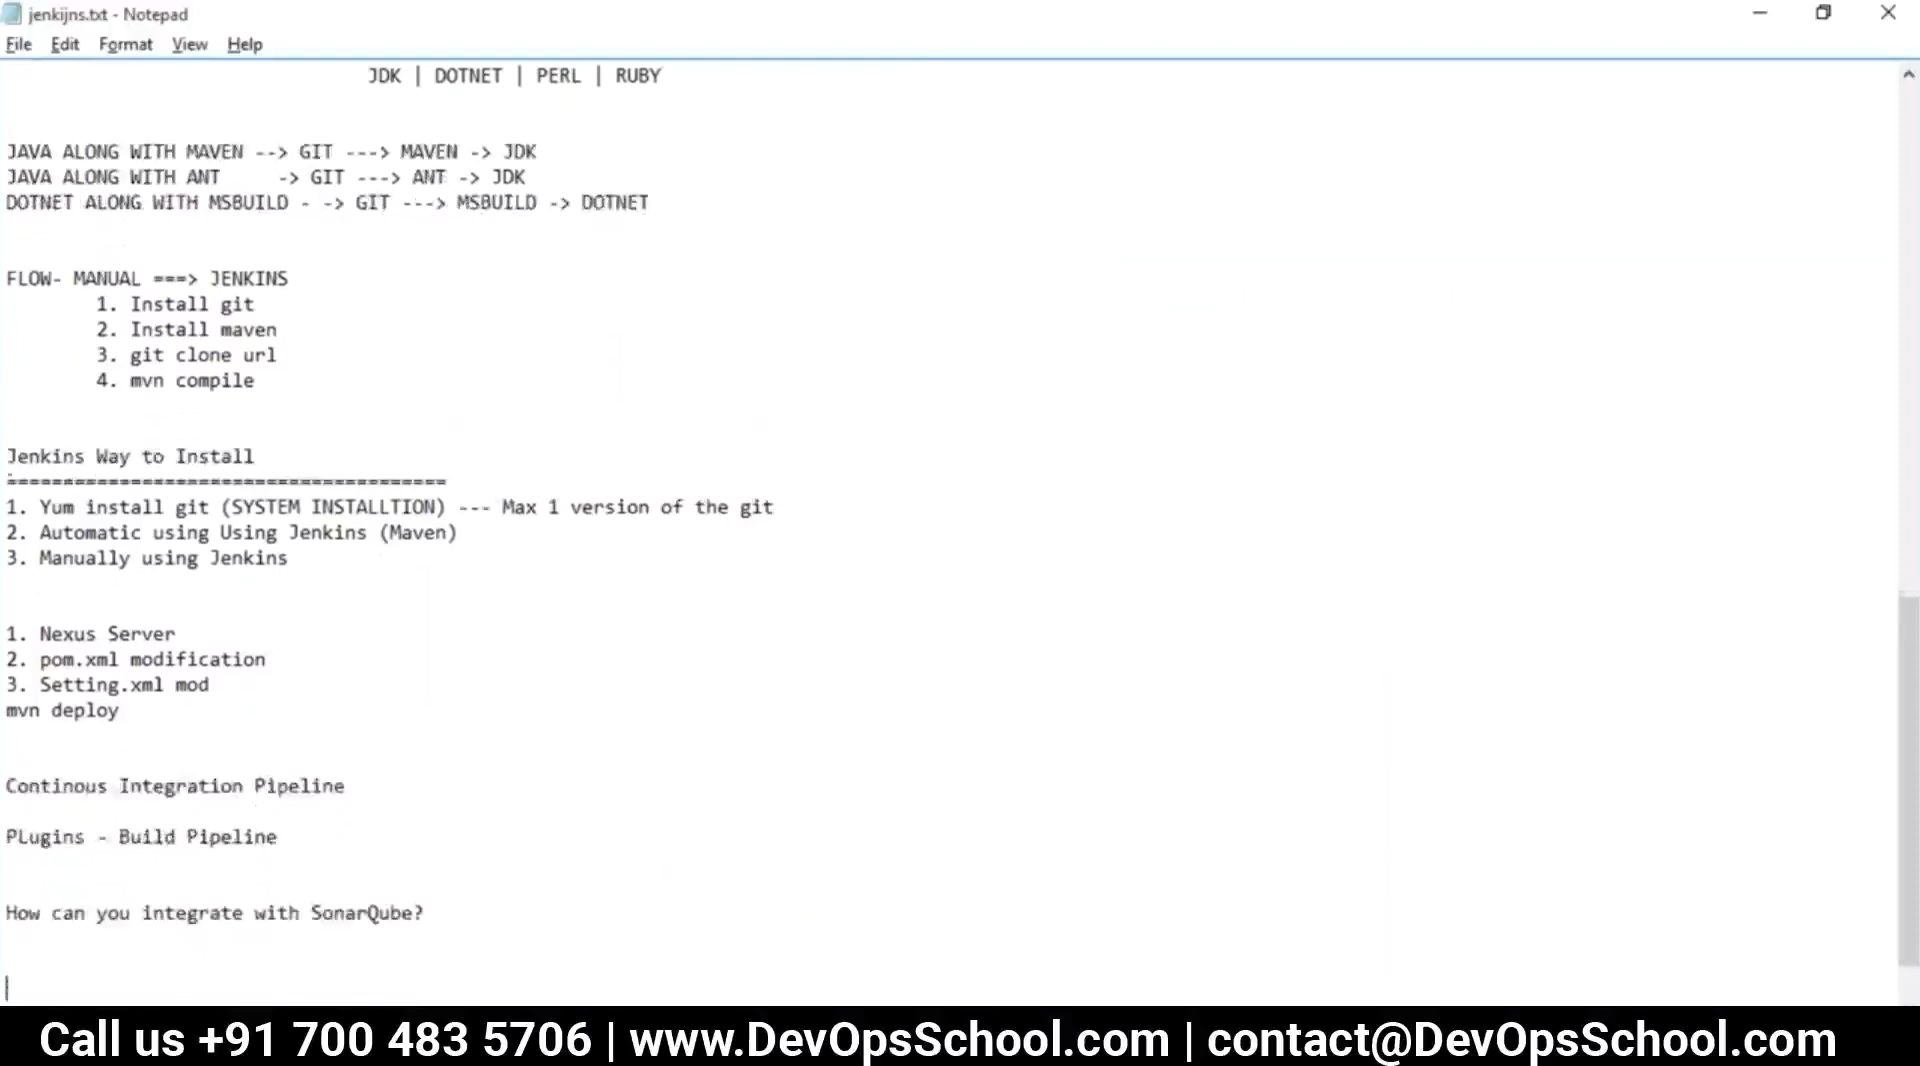 jenkijns.txt - Notepad
File Edit Format View Help
JDK | DOTNET | PERL | RUBY
JAVA ALONG WITH MAVEN --> GIT ---> MAVEN -> JDK
JAVA ALONG WITH ANT -> GIT ---> ANT -> JDK
DOTNET ALONG WITH MSBUILD - -> GIT ---> MSBUILD -> DOTNET
FLOW- MANUAL ===> JENKINS
1. Install git
2. Install maven
3. git clone url
4. mvn compile
Jenkins Way to Install
=======================================
1. Yum install git (SYSTEM INSTALLTION) --- Max 1 version of the git
2. Automatic using Using Jenkins (Maven)
3. Manually using Jenkins
1. Nexus Server
2. pom.xml modification
3. Setting.xml mod
mvn deploy
Continous Integration Pipeline
PLugins - Build Pipeline
How can you integrate with SonarQube?
Call us +91 700 483 5706 | www.DevOpsSchool.com | contact@DevOpsSchool.com